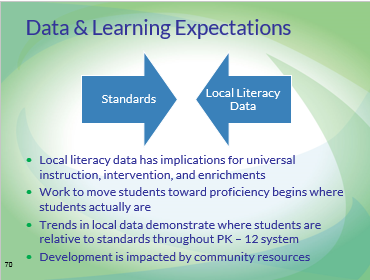 Data & Learning Expectations
Standards
Local Literacy
Data
• Local literacy data has implications for universal
instruction, intervention, and enrichments
• Work to move students toward proficiency begins where
students actually are
• Trends in local data demonstrate where students are
relative to standards throughout PK – 12 system
• Development is impacted by community resources
70